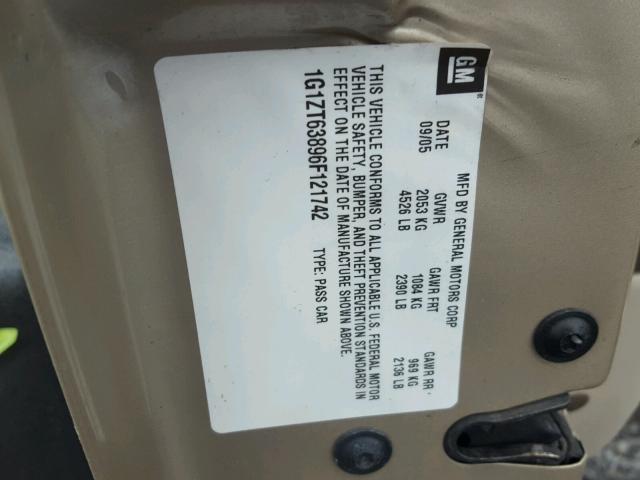 GM
MFD BY GENERAL MOTORS CORP
DATE GVWR GAWR FRT GAWR RR
09/05 2053 KG 1084 KG 969 KG
4526 LB 2390 LB 2136 LB
THIS VEHICLE CONFORMS TO ALL APPLICABLE U.S. FEDERAL MOTOR
VEHICLE SAFETY, BUMPER, AND THEFT PREVENTION STANDARDS IN
EFFECT ON THE DATE OF MANUFACTURE SHOWN ABOVE.
1G1ZT63896F121742 TYPE: PASS CAR